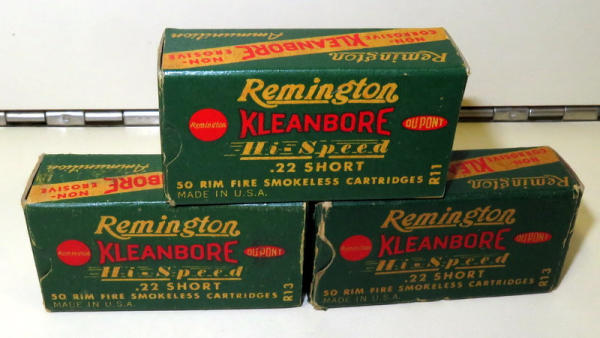 NON-CORROSIVE KLEANBORE Remington
Ammunition
Remington
Remington KLEANBORE DU PONT
Hi-Speed
.22 SHORT
50 RIM FIRE SMOKELESS CARTRIDGES R11
MADE IN U.S.A.
Ammunition
KLEANBORE NON-EROSIVE
Remington
Remington KLEANBORE DU PONT
Hi-Speed
.22 SHORT
50 RIM FIRE SMOKELESS CARTRIDGES R13
MADE IN U.S.A.
NON-CORROSIVE
Remington
Remington
Remington KLEANBORE DU PONT
Hi-Speed
.22 SHORT
50 RIM FIRE SMOKELESS CARTRIDGES R13
MADE IN U.S.A.